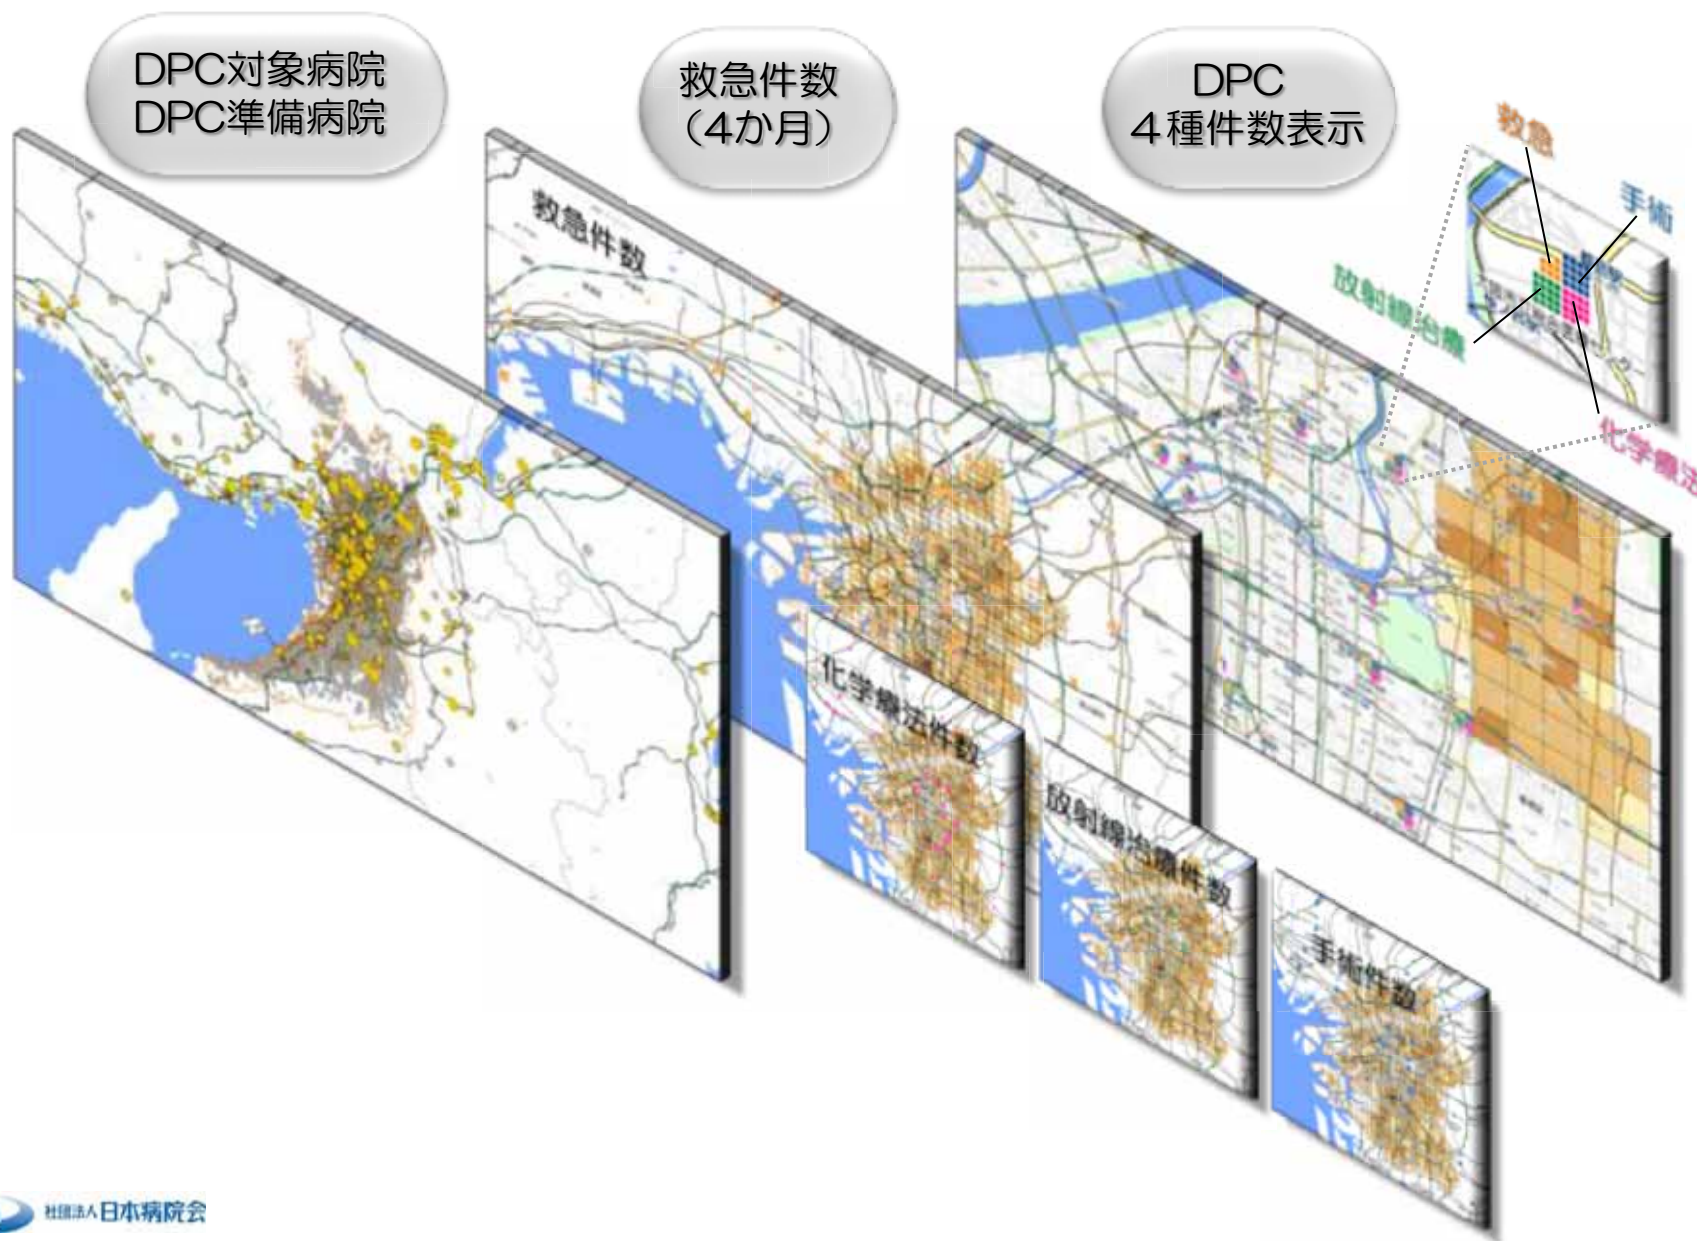 DPC対象病院
DPC準備病院
救急件数
（4か月）
DPC
４種件数表示
救急
手術
放射線治療
化学療法
救急件数
化学療法件数
放射線治療件数
手術件数
社団法人日本病院会